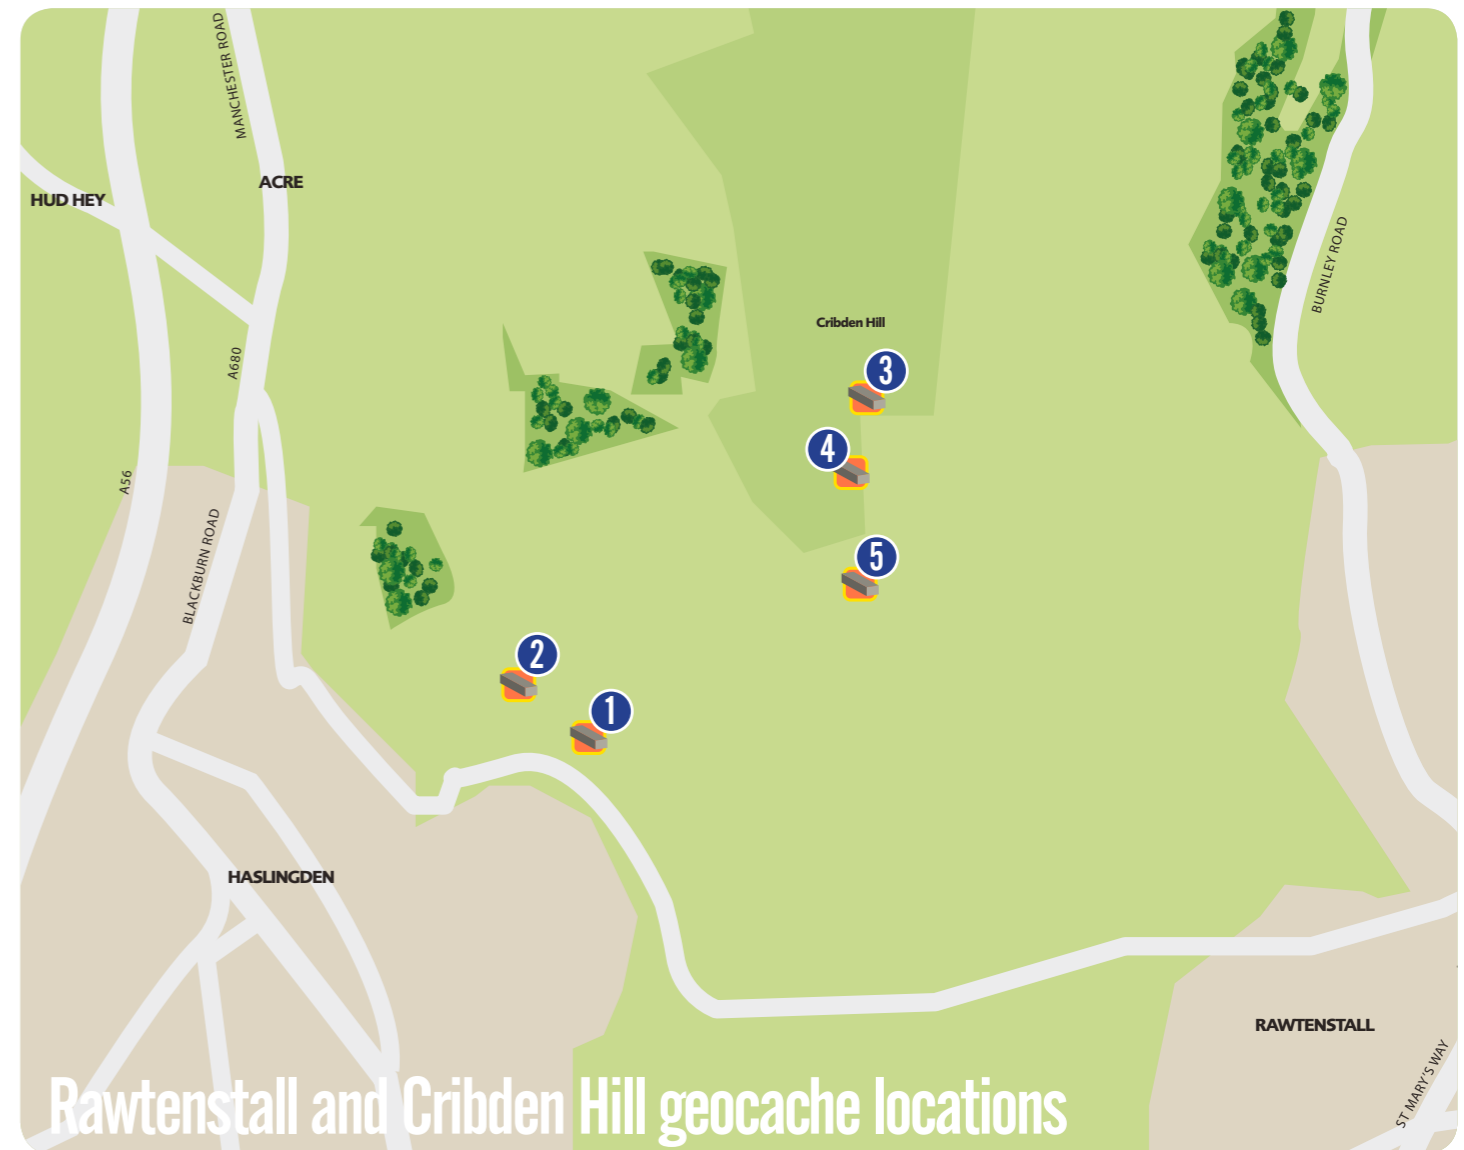 MANCHESTER ROAD
ACRE
HUD HEY
BURNLEY ROAD
Cribden Hill
A680
3
4
A56
BLACKBURN ROAD
5
2
1
HASLINGDEN
RAWTENSTALL
ST MARY'S WAY
Rawtenstall and Cribden Hill geocache locations